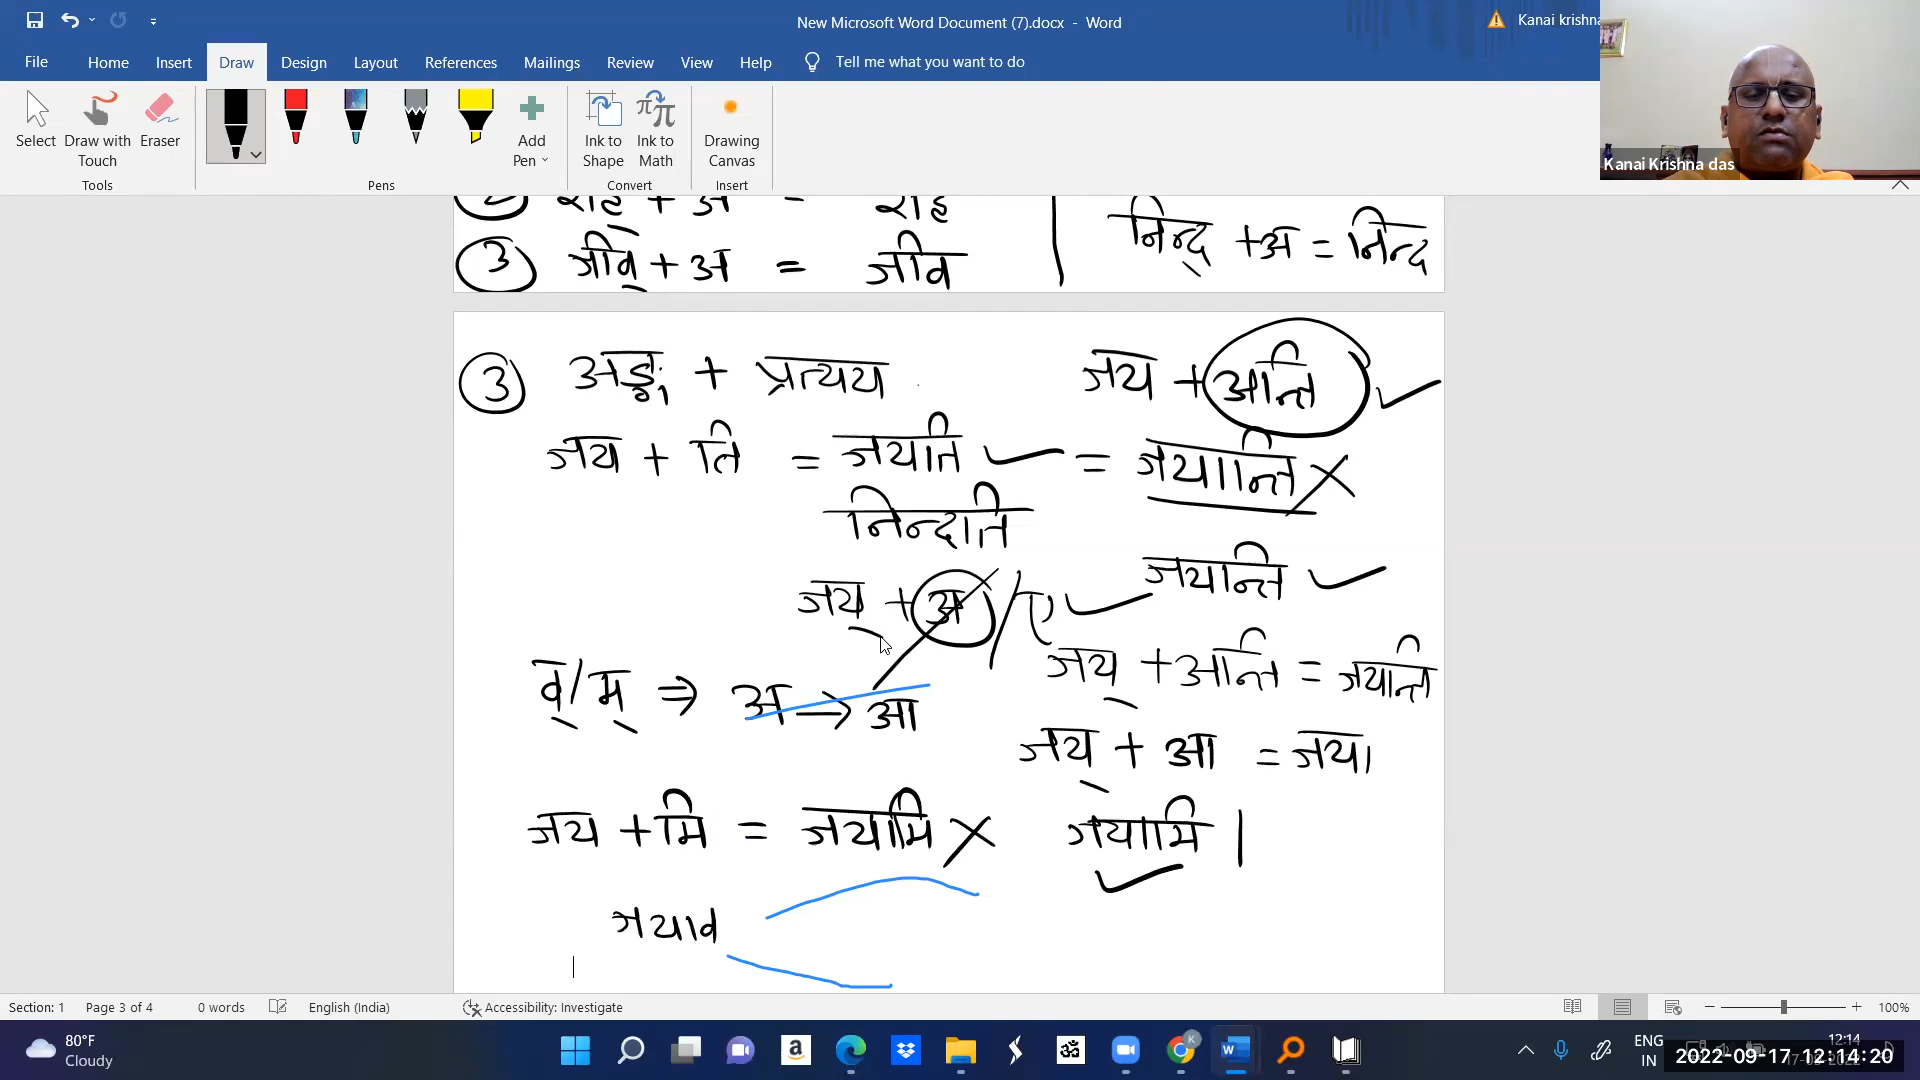 New Microsoft Word Document (7).docx - Word
Kanai krishna
File Home Insert Draw Design Layout References Mailings Review View Help Tell me what you want to do
Select Draw with Touch Eraser Add Pen Ink to Shape Ink to Math Drawing Canvas
Tools Pens Convert Insert
Kanai Krishna das
+ अ =
निन्द् + अ = निन्द
3 जीव् + अ = जीव
3 अङ्ग + प्रत्यय
जय + अन्ति
जय + ति = जयति
= जयान्ति ×
निन्दति
जयन्ति
जय् + अ / ए
जय् + अन्ति = जयन्ति
व् / म् ⇒ अ → आ
जय् + आ = जया
जय + मि = जयमि ×
जयामि |
जयाव
Section: 1 Page 3 of 4 0 words English (India) Accessibility: Investigate 100%
80°F
Cloudy
ENG
IN
12:14
2022-09-17 12:14:20